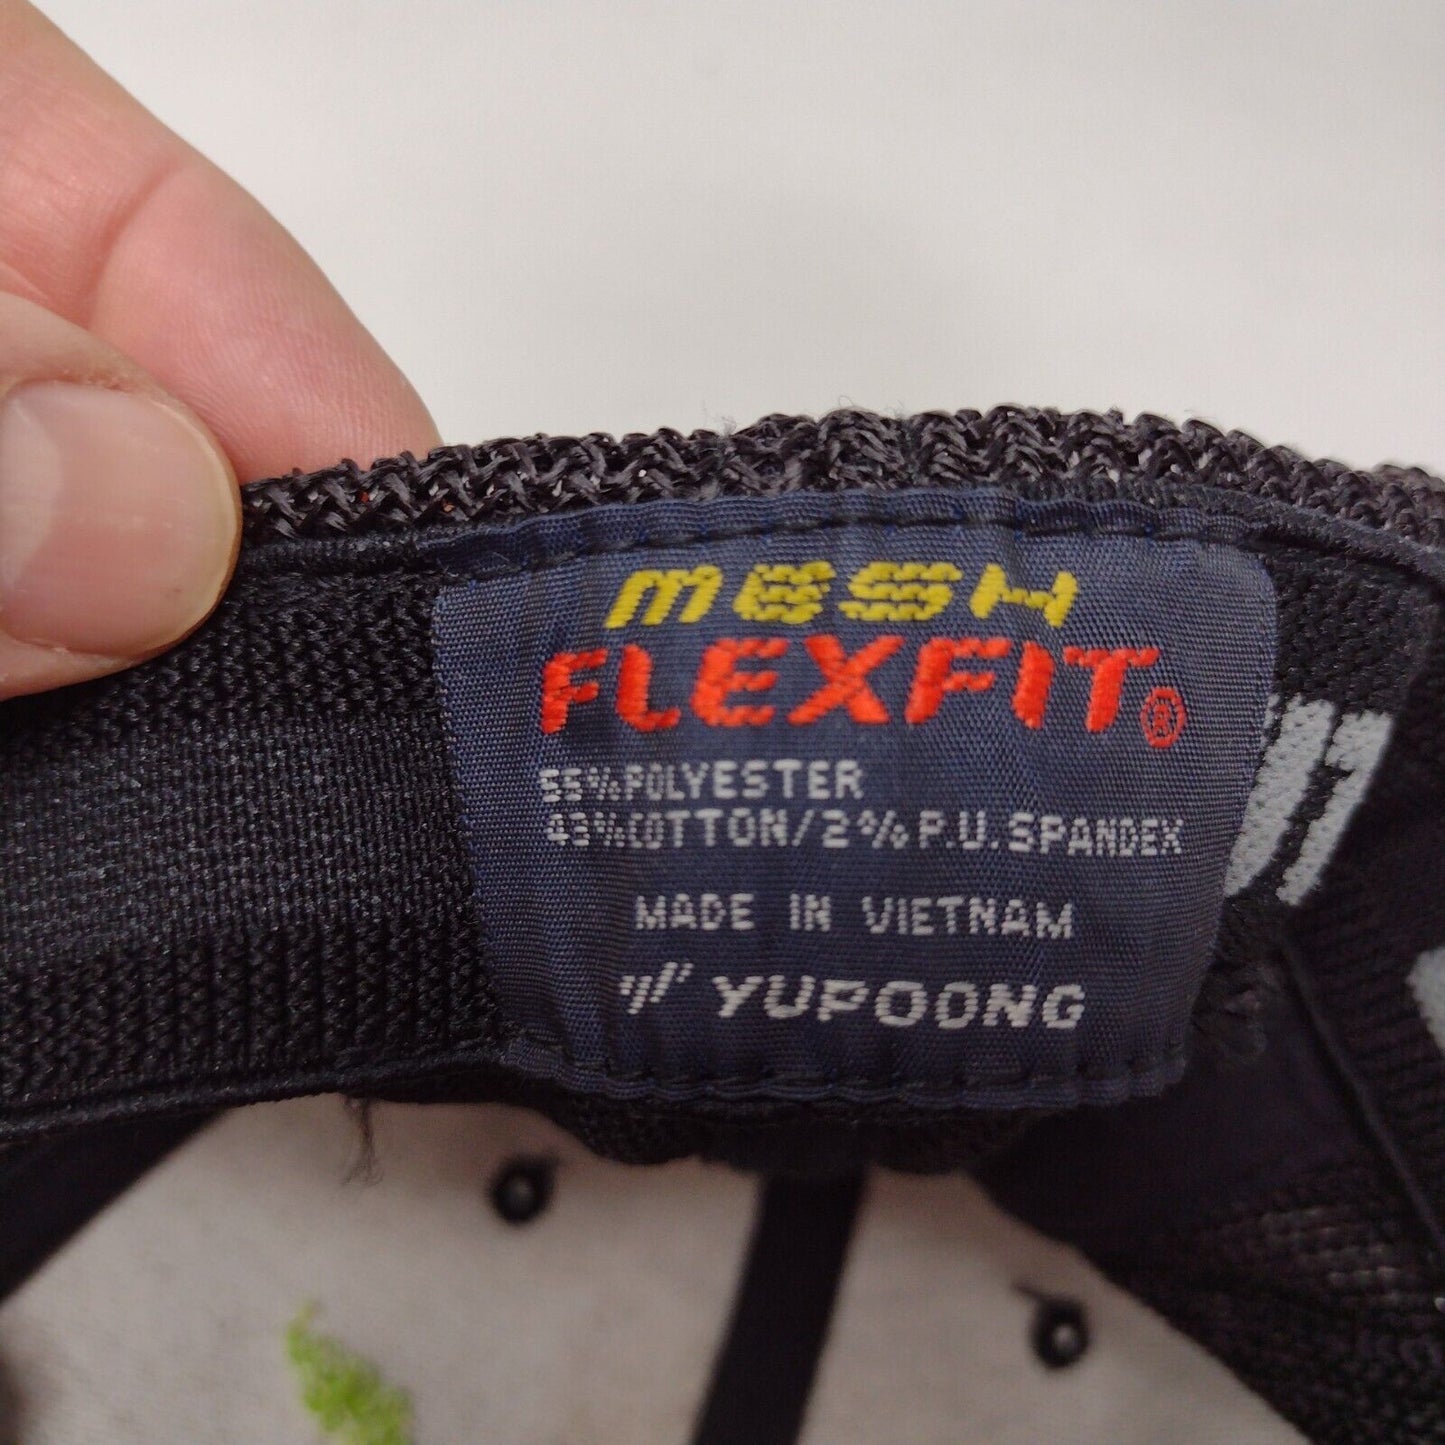 MESH
FLEXFIT®
55%POLYESTER
43%COTTON/2%P.U.SPANDEX
MADE IN VIETNAM
YUPOONG